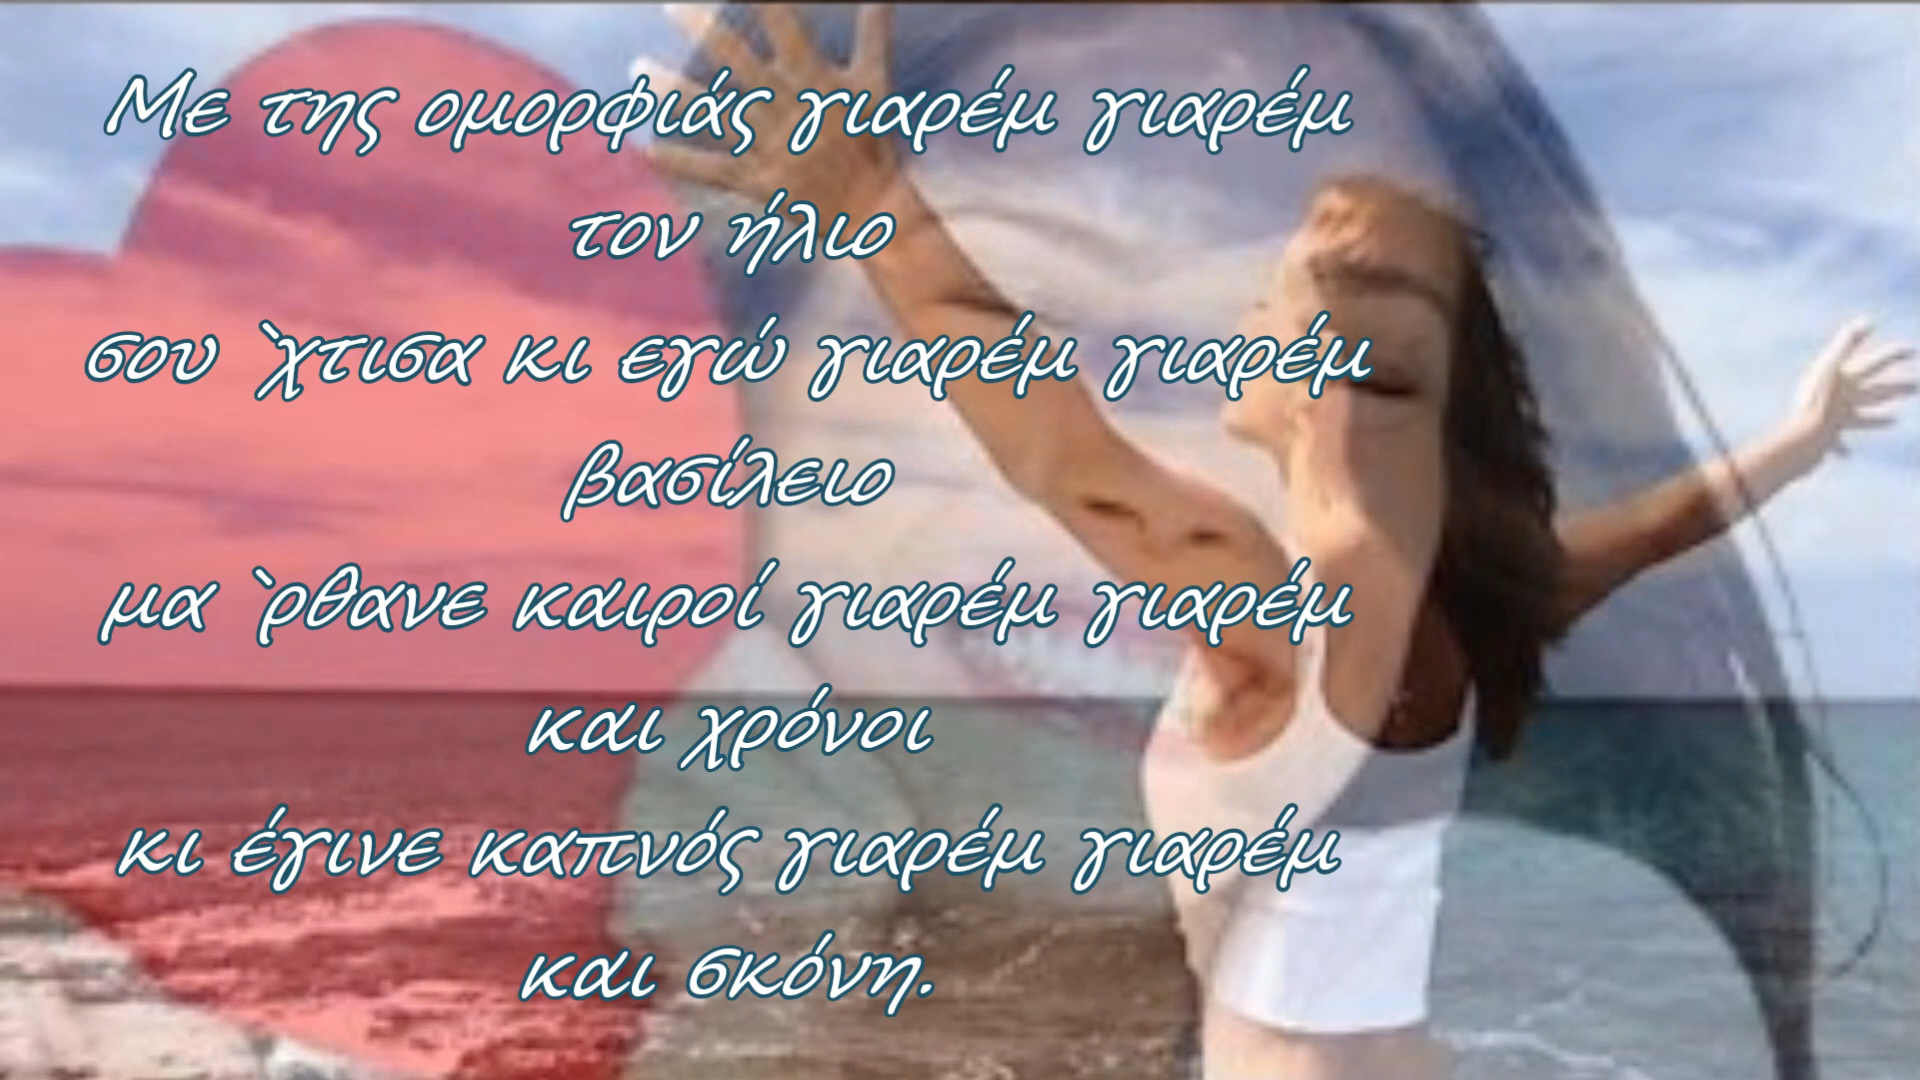 Με της ομορφιάς γιαρέμ γιαρέμ
τον ήλιο
σου `χτισα κι εγώ γιαρέμ γιαρέμ
βασίλειο
μα `ρθανε καιροί γιαρέμ γιαρέμ
και χρόνοι
κι έγινε καπνός γιαρέμ γιαρέμ
και σκόνη.